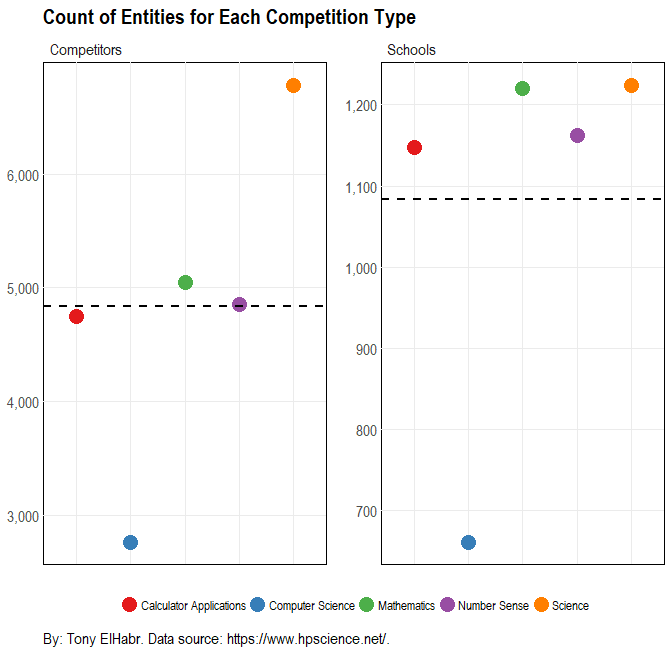 Count of Entities for Each Competition Type
Competitors
6,000
5,000
4,000
3,000
Schools
1,200
1,100
1,000
900
800
700
Calculator Applications Computer Science Mathematics Number Sense Science
By: Tony ElHabr. Data source: https://www.hpscience.net/.